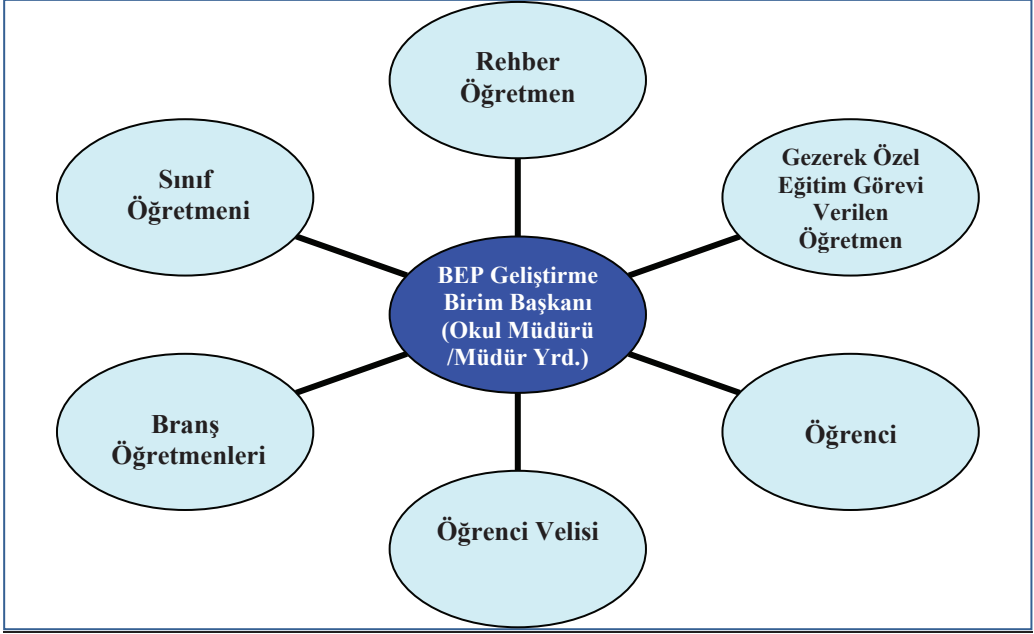 Rehber
Öğretmen
Sınıf
Öğretmeni
Gezerek Özel
Eğitim Görevi
Verilen
Öğretmen
BEP Geliştirme
Birim Başkanı
(Okul Müdürü
/Müdür Yrd.)
Branş
Öğretmenleri
Öğrenci
Öğrenci Velisi